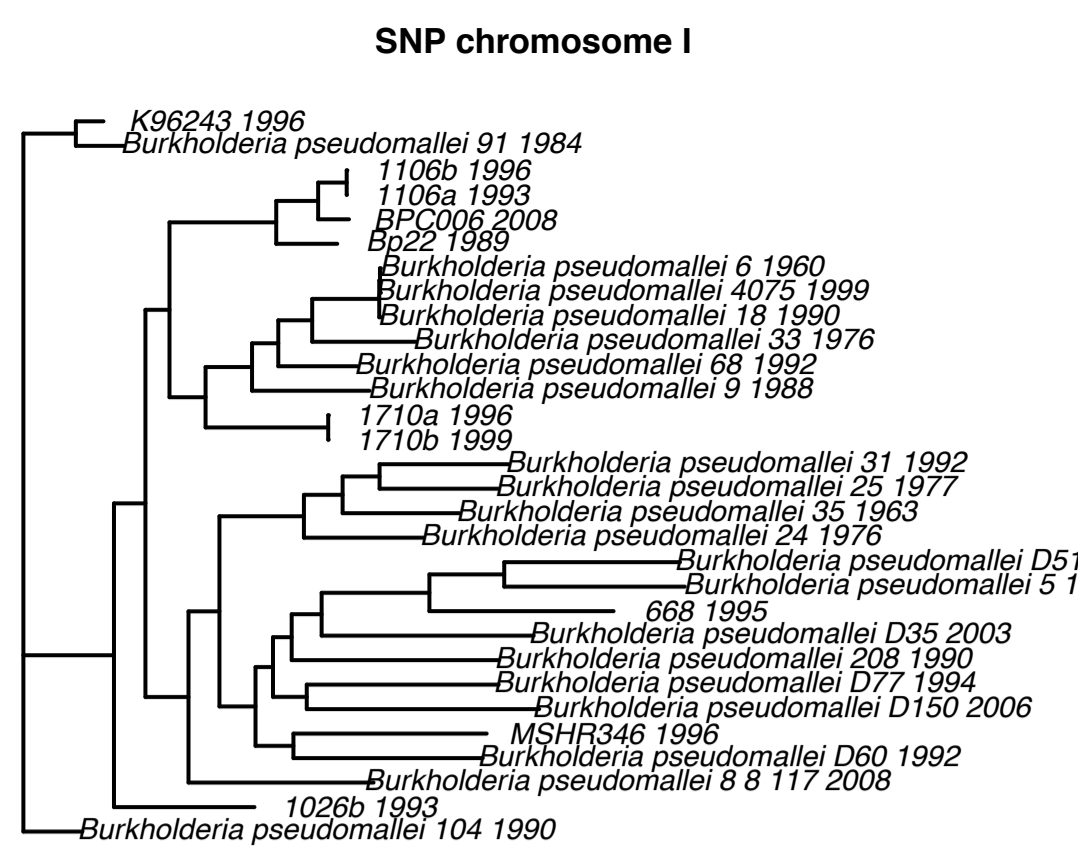 SNP chromosome I
K96243 1996
Burkholderia pseudomallei 91 1984
1106b 1996
1106a 1993
BPC006 2008
Bp22 1989
Burkholderia pseudomallei 6 1960
Burkholderia pseudomallei 4075 1999
Burkholderia pseudomallei 18 1990
Burkholderia pseudomallei 33 1976
Burkholderia pseudomallei 68 1992
Burkholderia pseudomallei 9 1988
1710a 1996
1710b 1999
Burkholderia pseudomallei 31 1992
Burkholderia pseudomallei 25 1977
Burkholderia pseudomallei 35 1963
Burkholderia pseudomallei 24 1976
Burkholderia pseudomallei D51
Burkholderia pseudomallei 5 1
668 1995
Burkholderia pseudomallei D35 2003
Burkholderia pseudomallei 208 1990
Burkholderia pseudomallei D77 1994
Burkholderia pseudomallei D150 2006
MSHR346 1996
Burkholderia pseudomallei D60 1992
Burkholderia pseudomallei 8 8 117 2008
1026b 1993
Burkholderia pseudomallei 104 1990